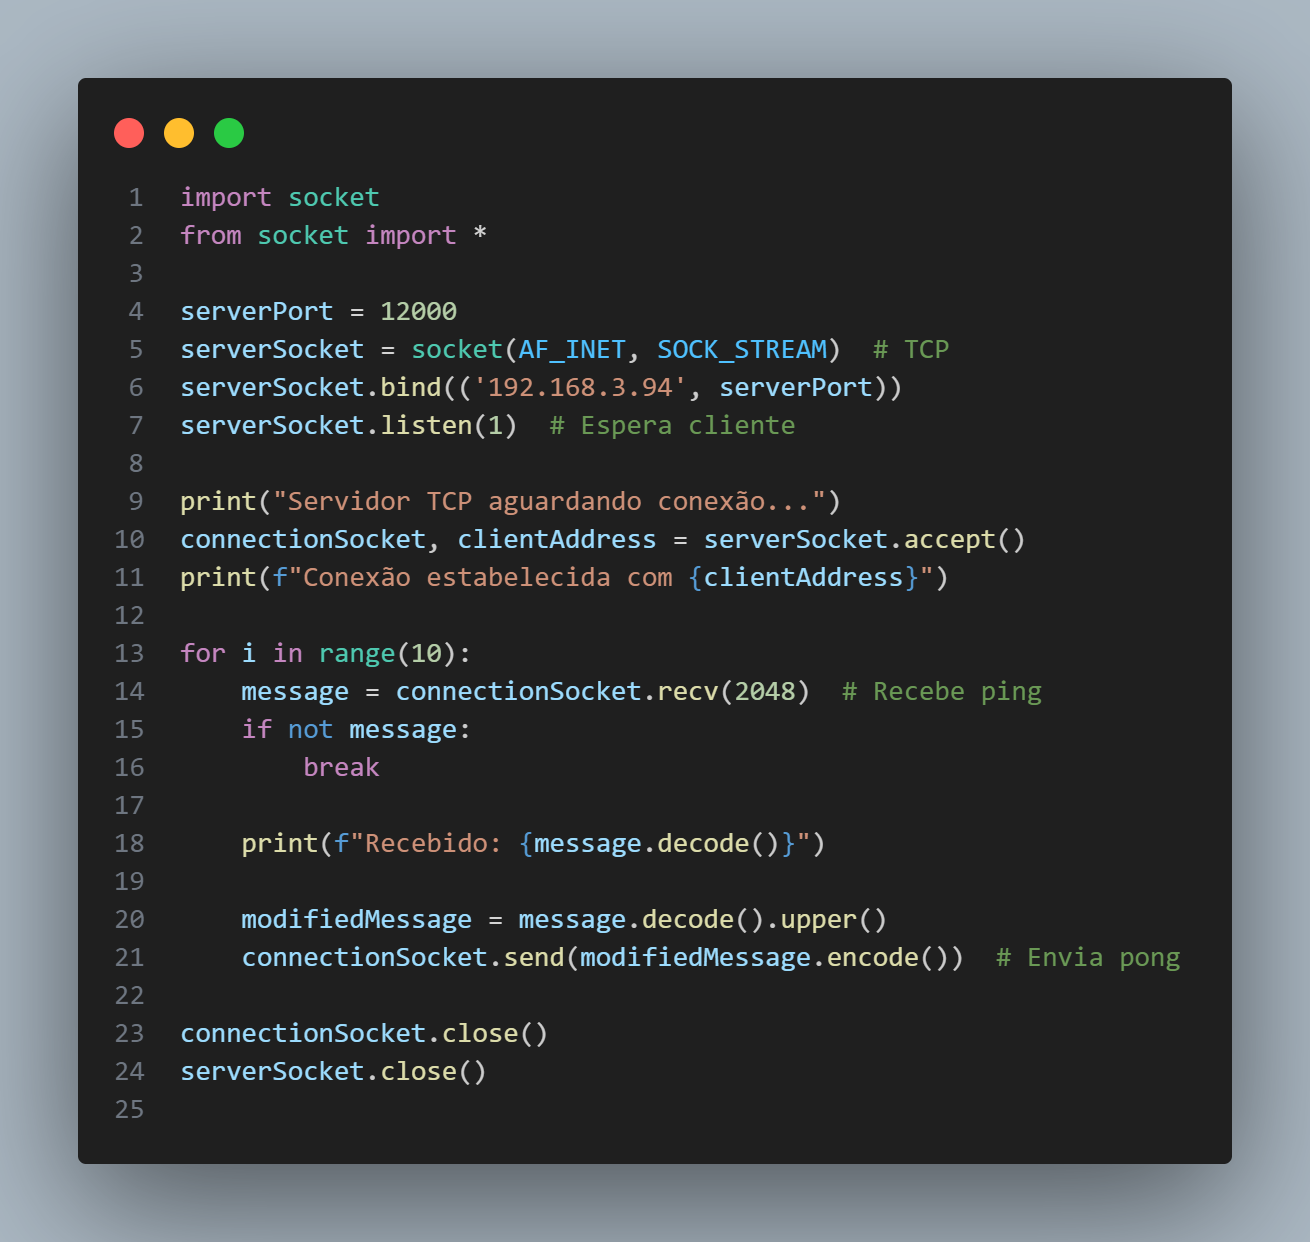 1 import socket
2 from socket import *
3
4 serverPort = 12000
5 serverSocket = socket(AF_INET, SOCK_STREAM)  # TCP
6 serverSocket.bind(('192.168.3.94', serverPort))
7 serverSocket.listen(1)  # Espera cliente
8
9 print("Servidor TCP aguardando conexão...")
10 connectionSocket, clientAddress = serverSocket.accept()
11 print(f"Conexão estabelecida com {clientAddress}")
12
13 for i in range(10):
14     message = connectionSocket.recv(2048)  # Recebe ping
15     if not message:
16         break
17
18     print(f"Recebido: {message.decode()}")
19
20     modifiedMessage = message.decode().upper()
21     connectionSocket.send(modifiedMessage.encode())  # Envia pong
22
23 connectionSocket.close()
24 serverSocket.close()
25